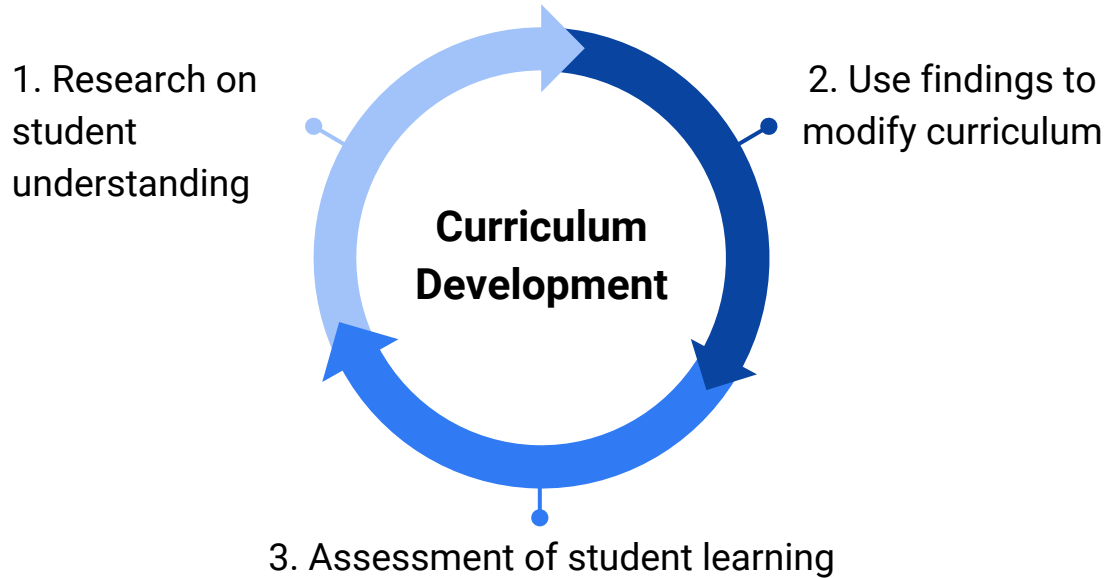 1. Research on
student
understanding
2. Use findings to
modify curriculum
Curriculum
Development
3. Assessment of student learning